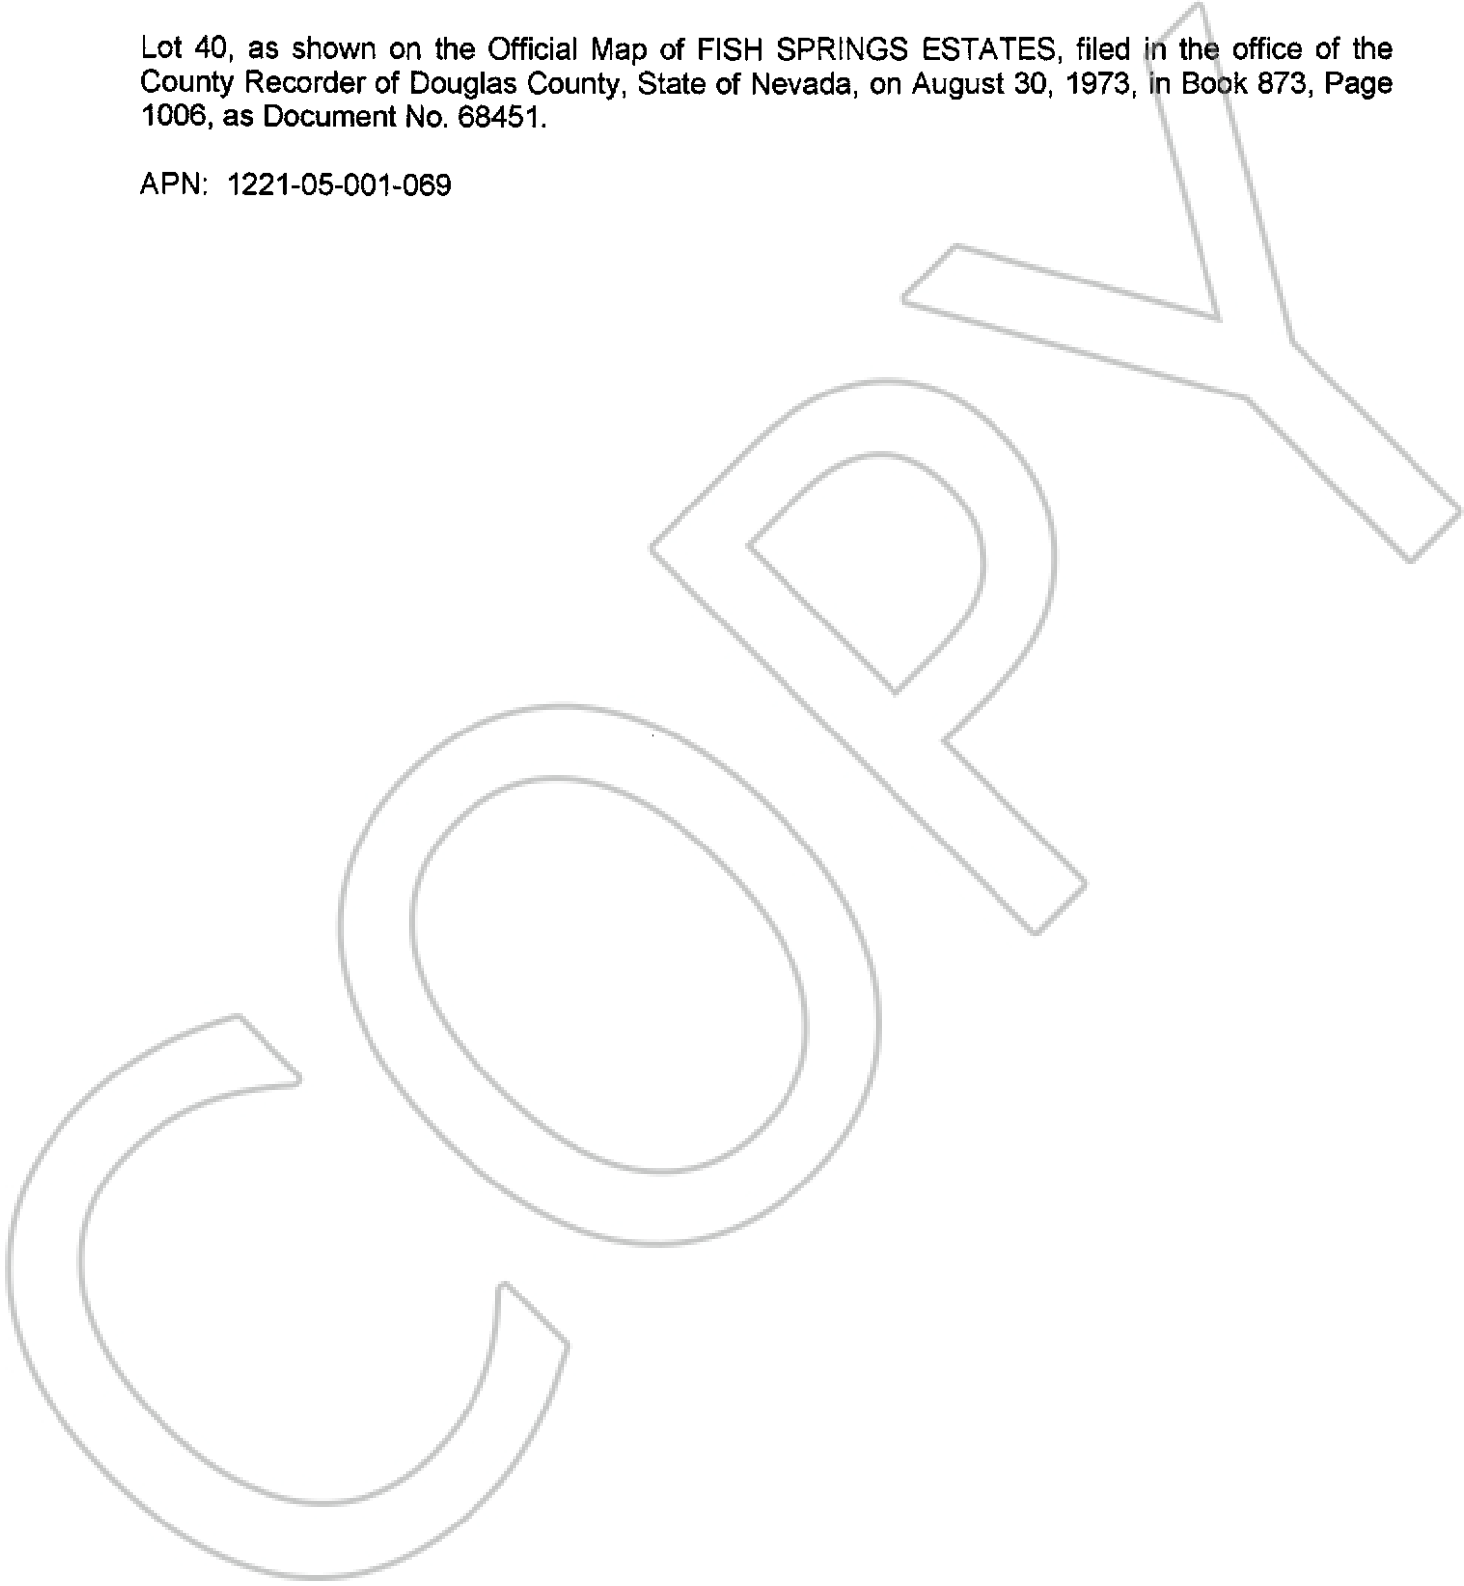 Lot 40, as shown on the Official Map of FISH SPRINGS ESTATES, filed in the office of the
County Recorder of Douglas County, State of Nevada, on August 30, 1973, in Book 873, Page
1006, as Document No. 68451.
APN: 1221-05-001-069
COPY